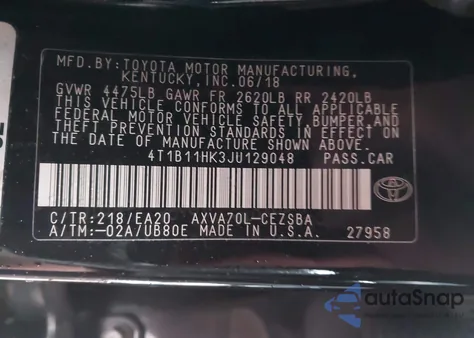 MFD.BY:TOYOTA MOTOR MANUFACTURING,
KENTUCKY, INC.06/18
GVWR 4475LB GAWR FR 2620LB RR 2420LB
THIS VEHICLE CONFORMS TO ALL APPLICABLE
FEDERAL MOTOR VEHICLE SAFETY,BUMPER,AND
THEFT PREVENTION STANDARDS IN EFFECT ON
THE DATE OF MANUFACTURE SHOWN ABOVE.
4T1B11HK3JU129048 PASS.CAR
C/TR:218/EA20 AXVA70L-CEZSBA
A/TM:-02A/UB80E MADE IN U.S.A. 27958
autoSnap